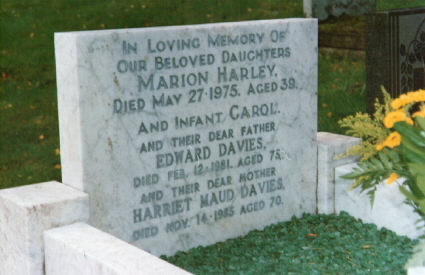 IN LOVING MEMORY OF
OUR BELOVED DAUGHTERS
MARION HARLEY,
DIED MAY 27·1975. AGED 39.
AND INFANT CAROL.
AND THEIR DEAR FATHER
EDWARD DAVIES,
DIED FEB. 12·1981. AGED 75.
AND THEIR DEAR MOTHER
HARRIET MAUD DAVIES.
DIED NOV. 14·1985 AGED 70.